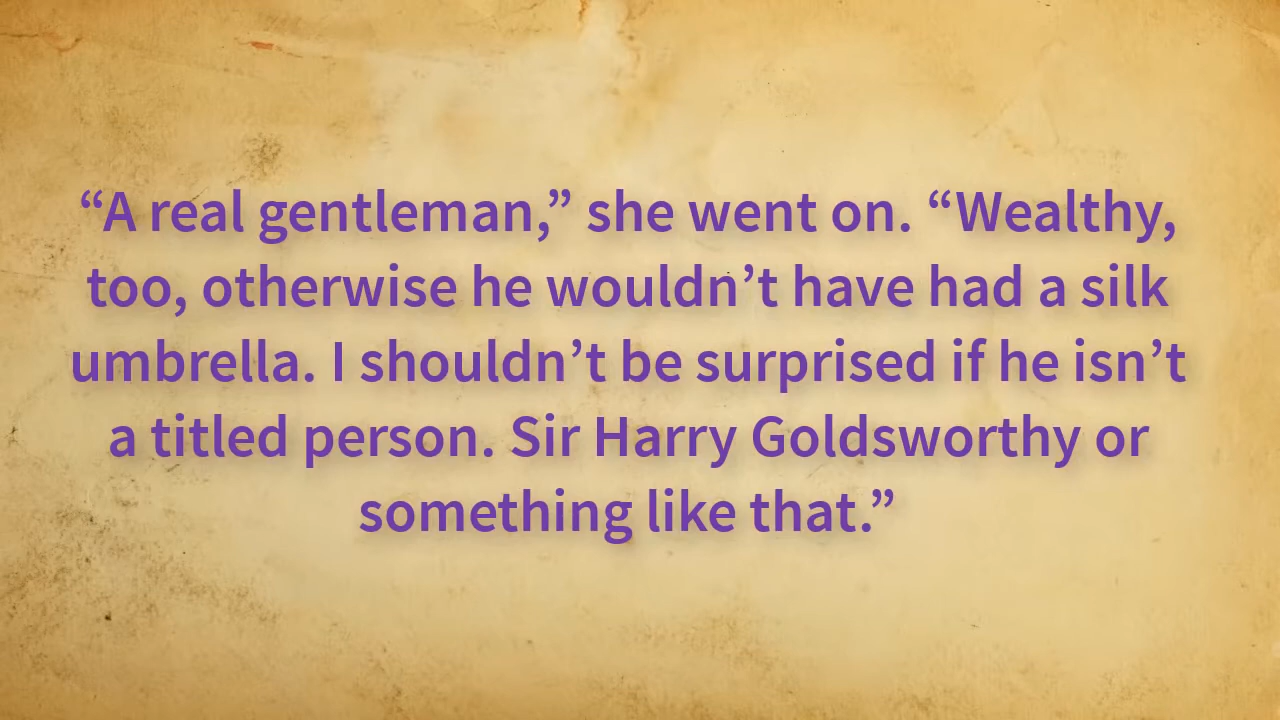 “A real gentleman,” she went on. “Wealthy,
too, otherwise he wouldn’t have had a silk
umbrella. I shouldn’t be surprised if he isn’t
a titled person. Sir Harry Goldsworthy or
something like that.”